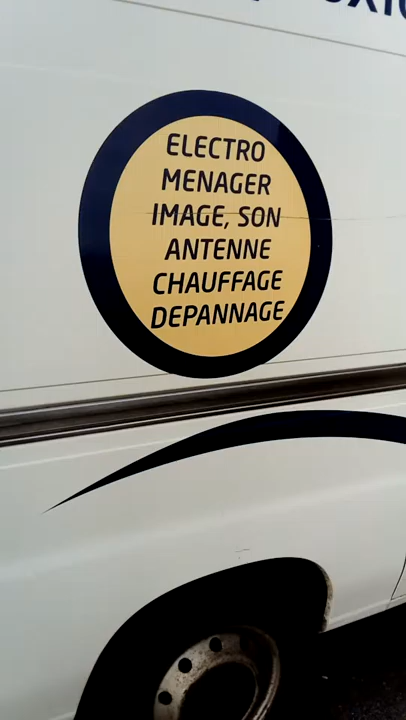 ELECTRO
MENAGER
IMAGE, SON
ANTENNE
CHAUFFAGE
DEPANNAGE